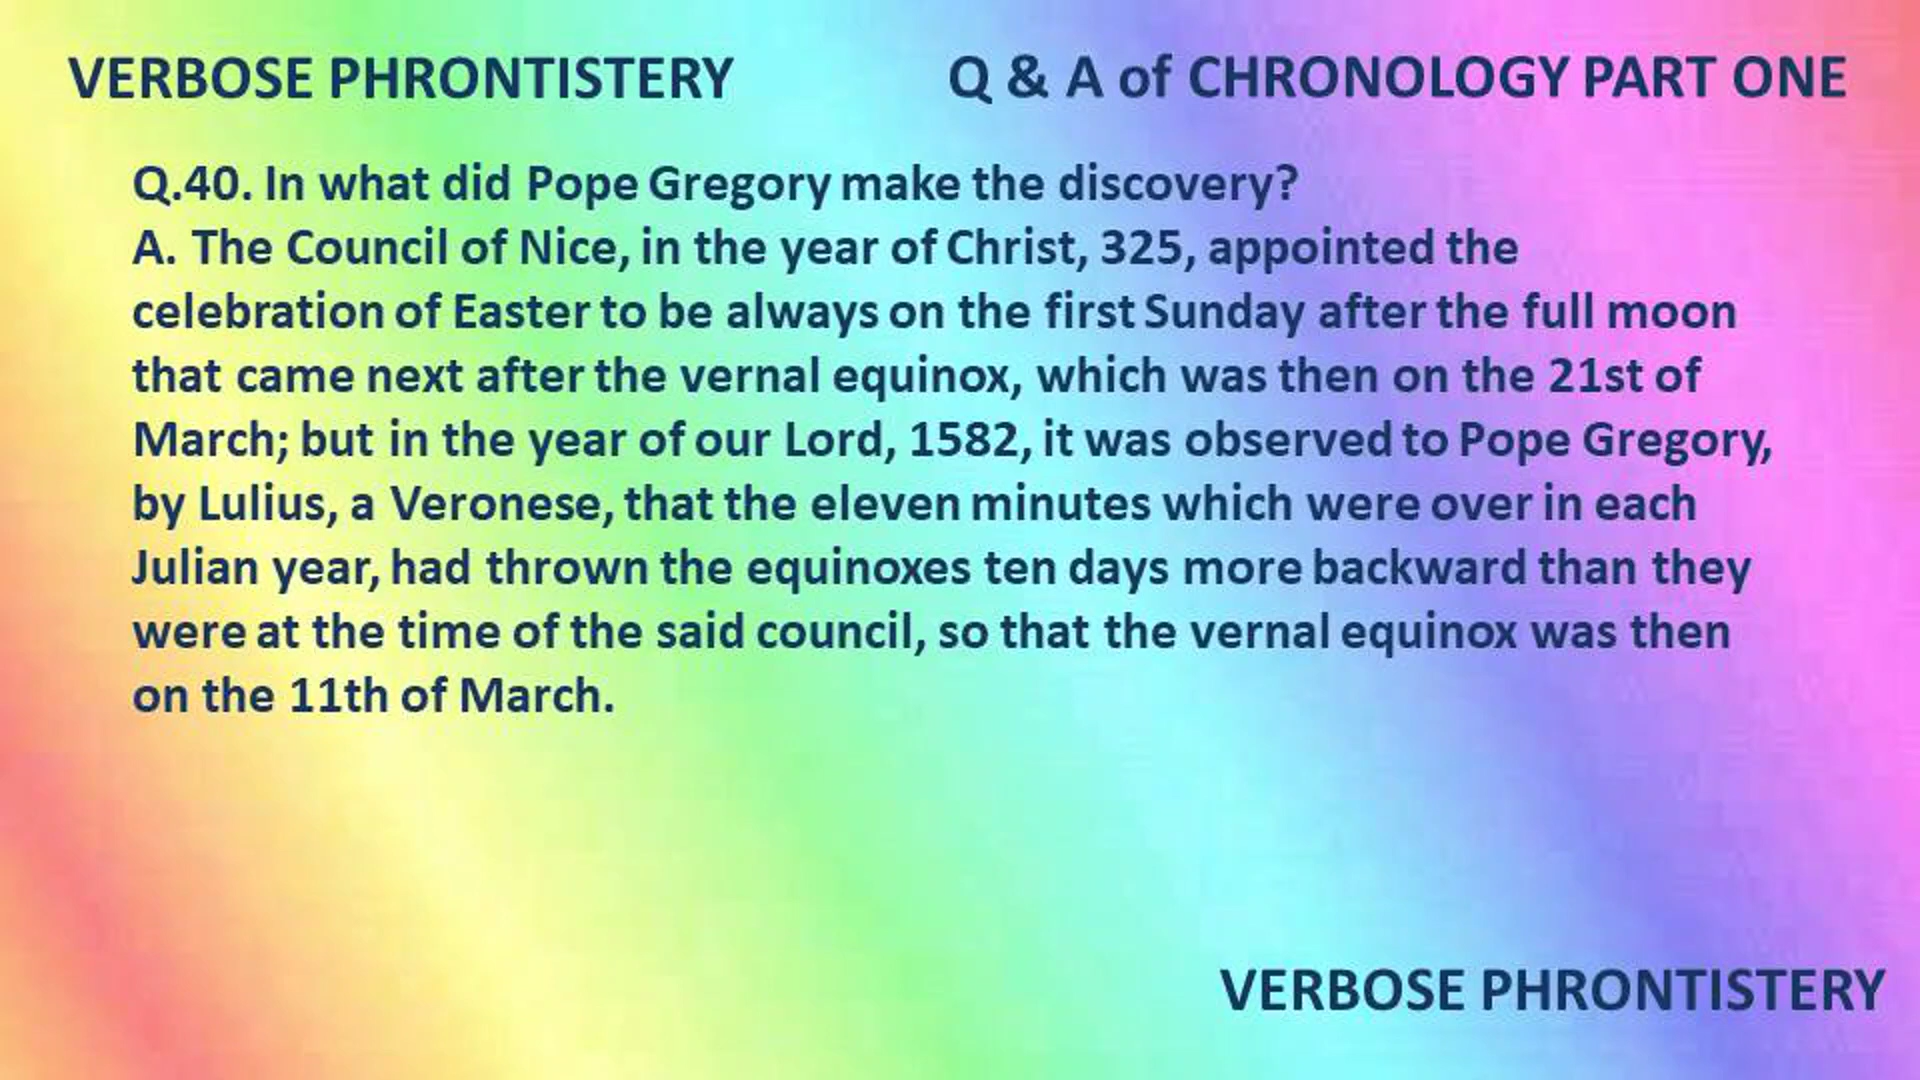 VERBOSE PHRONTISTERY
Q & A of CHRONOLOGY PART ONE
Q.40. In what did Pope Gregory make the discovery?
A. The Council of Nice, in the year of Christ, 325, appointed the
celebration of Easter to be always on the first Sunday after the full moon
that came next after the vernal equinox, which was then on the 21st of
March; but in the year of our Lord, 1582, it was observed to Pope Gregory,
by Lulius, a Veronese, that the eleven minutes which were over in each
Julian year, had thrown the equinoxes ten days more backward than they
were at the time of the said council, so that the vernal equinox was then
on the 11th of March.
VERBOSE PHRONTISTERY